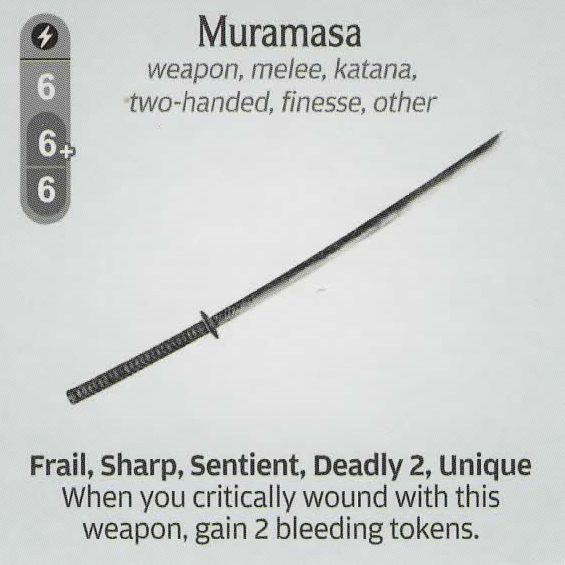 Muramasa
weapon, melee, katana,
two-handed, finesse, other
6
6+
6
Frail, Sharp, Sentient, Deadly 2, Unique
When you critically wound with this
weapon, gain 2 bleeding tokens.